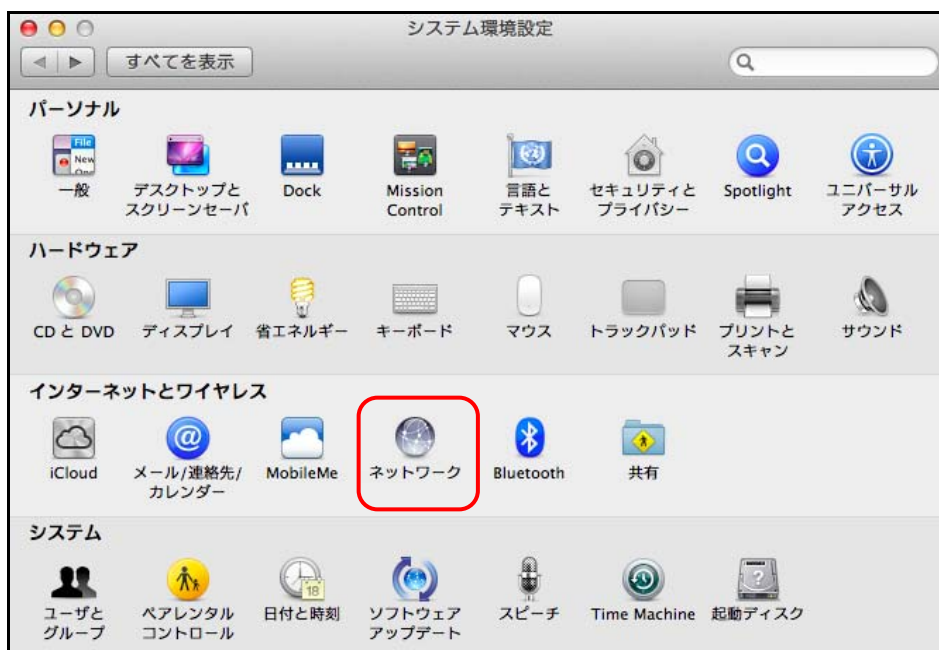 システム環境設定
すべてを表示
パーソナル
一般
デスクトップと
スクリーンセーバ
Dock
Mission
Control
言語と
テキスト
セキュリティと
プライバシー
Spotlight
ユニバーサル
アクセス
ハードウェア
CD と DVD
ディスプレイ
省エネルギー
キーボード
マウス
トラックパッド
プリントと
スキャン
サウンド
インターネットとワイヤレス
iCloud
メール/連絡先/
カレンダー
MobileMe
ネットワーク
Bluetooth
共有
システム
ユーザと
グループ
ペアレンタル
コントロール
日付と時刻
ソフトウェア
アップデート
スピーチ
Time Machine
起動ディスク
File
New
18
?
@